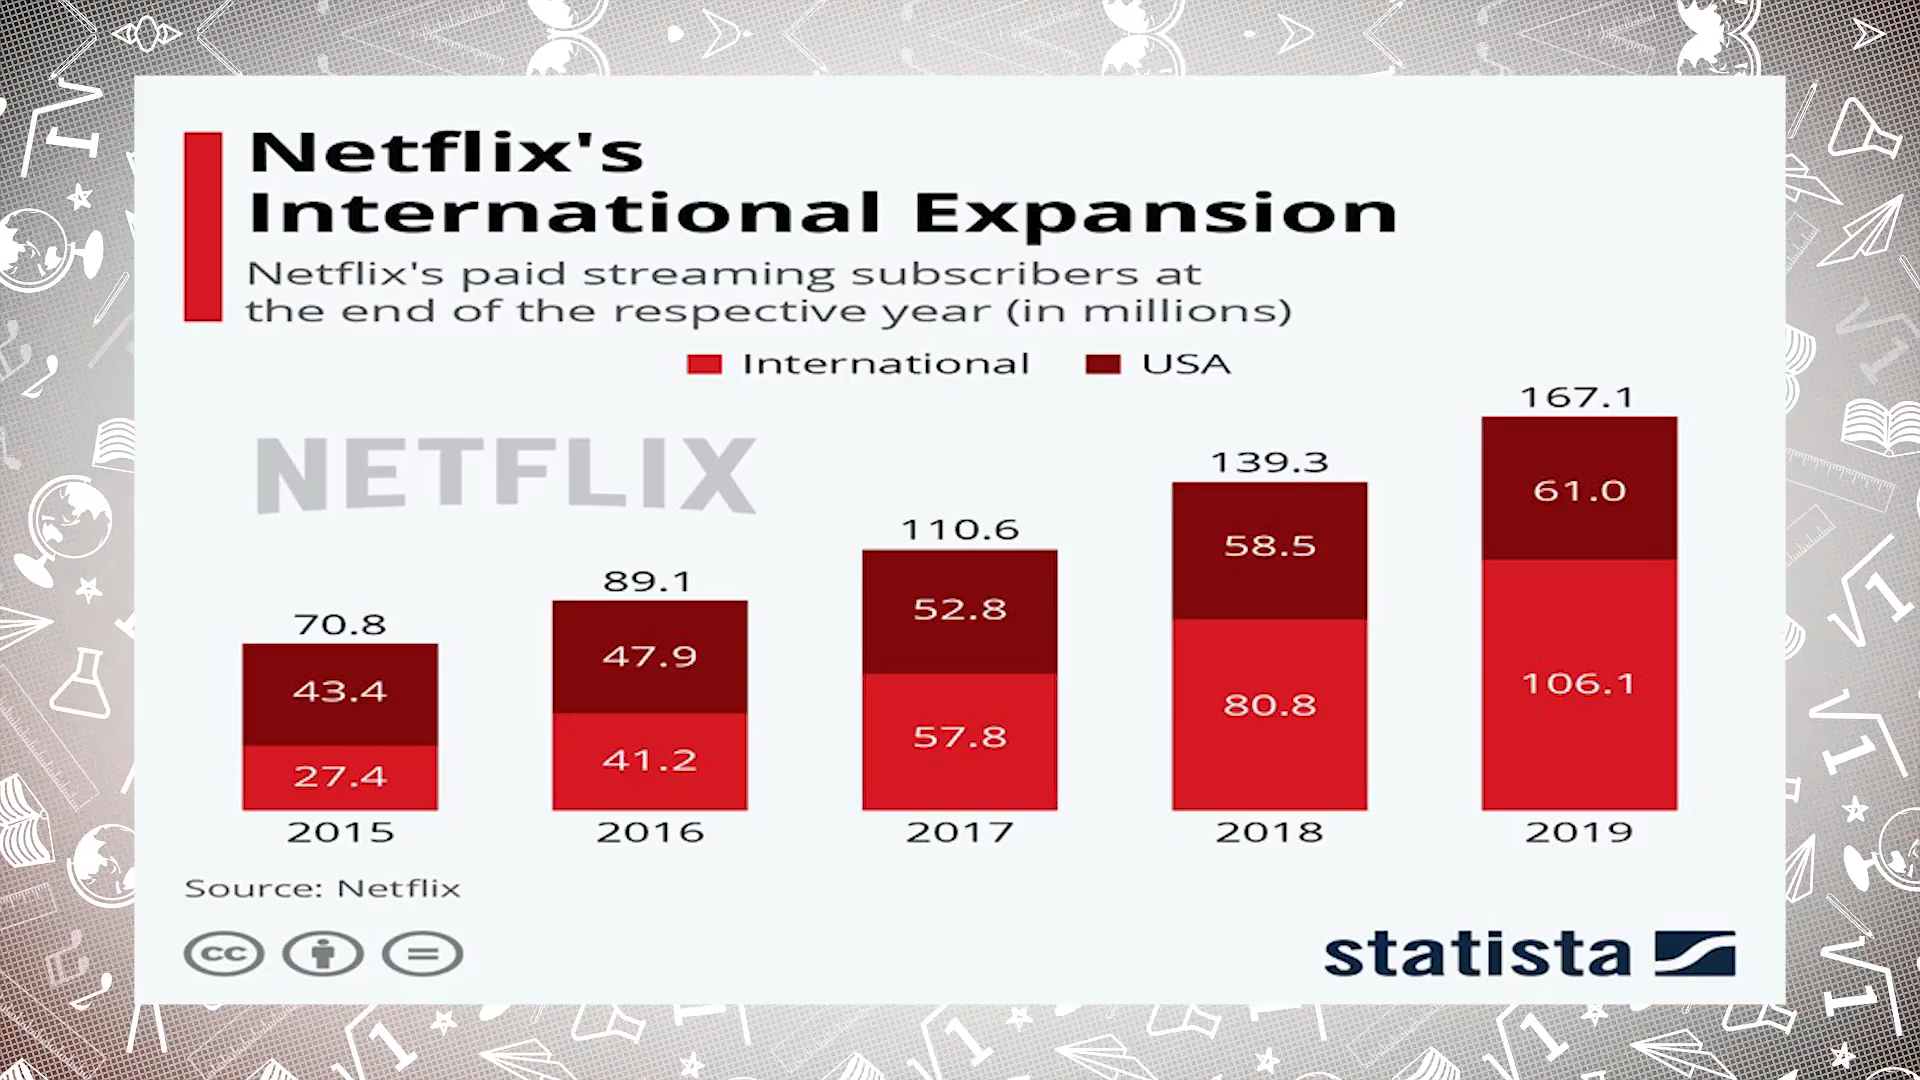 Netflix's
International Expansion
Netflix's paid streaming subscribers at
the end of the respective year (in millions)
International USA
NETFLIX
70.8
43.4
27.4
2015
89.1
47.9
41.2
2016
110.6
52.8
57.8
2017
139.3
58.5
80.8
2018
167.1
61.0
106.1
2019
Source: Netflix
cc
statista